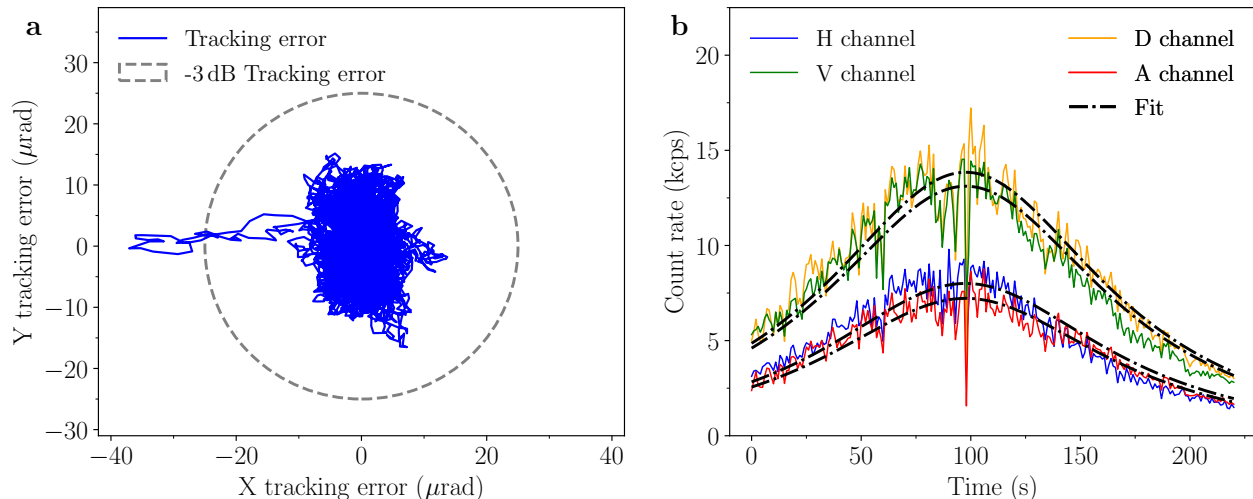 a
Tracking error
-3 dB Tracking error
Y tracking error (μrad)
30
20
10
0
−10
−20
−30
−40
−20
0
20
40
X tracking error (μrad)
b
H channel
V channel
D channel
A channel
Fit
Count rate (kcps)
20
15
10
5
0
0
50
100
150
200
Time (s)